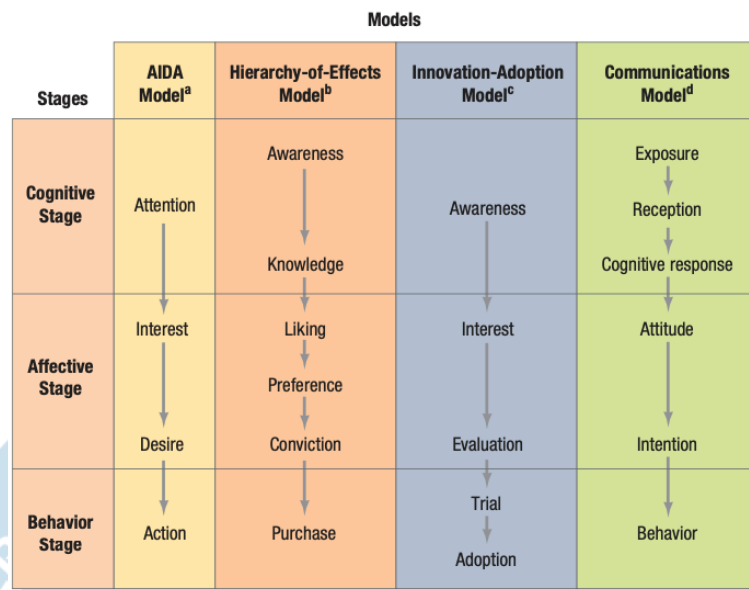 Models
Stages
AIDA
Modelᵃ
Hierarchy-of-Effects
Modelᵇ
Innovation-Adoption
Modelᶜ
Communications
Modelᵈ
Cognitive
Stage
Attention
Awareness
Knowledge
Awareness
Exposure
Reception
Cognitive response
Affective
Stage
Interest
Desire
Liking
Preference
Conviction
Interest
Evaluation
Attitude
Intention
Behavior
Stage
Action
Purchase
Trial
Adoption
Behavior